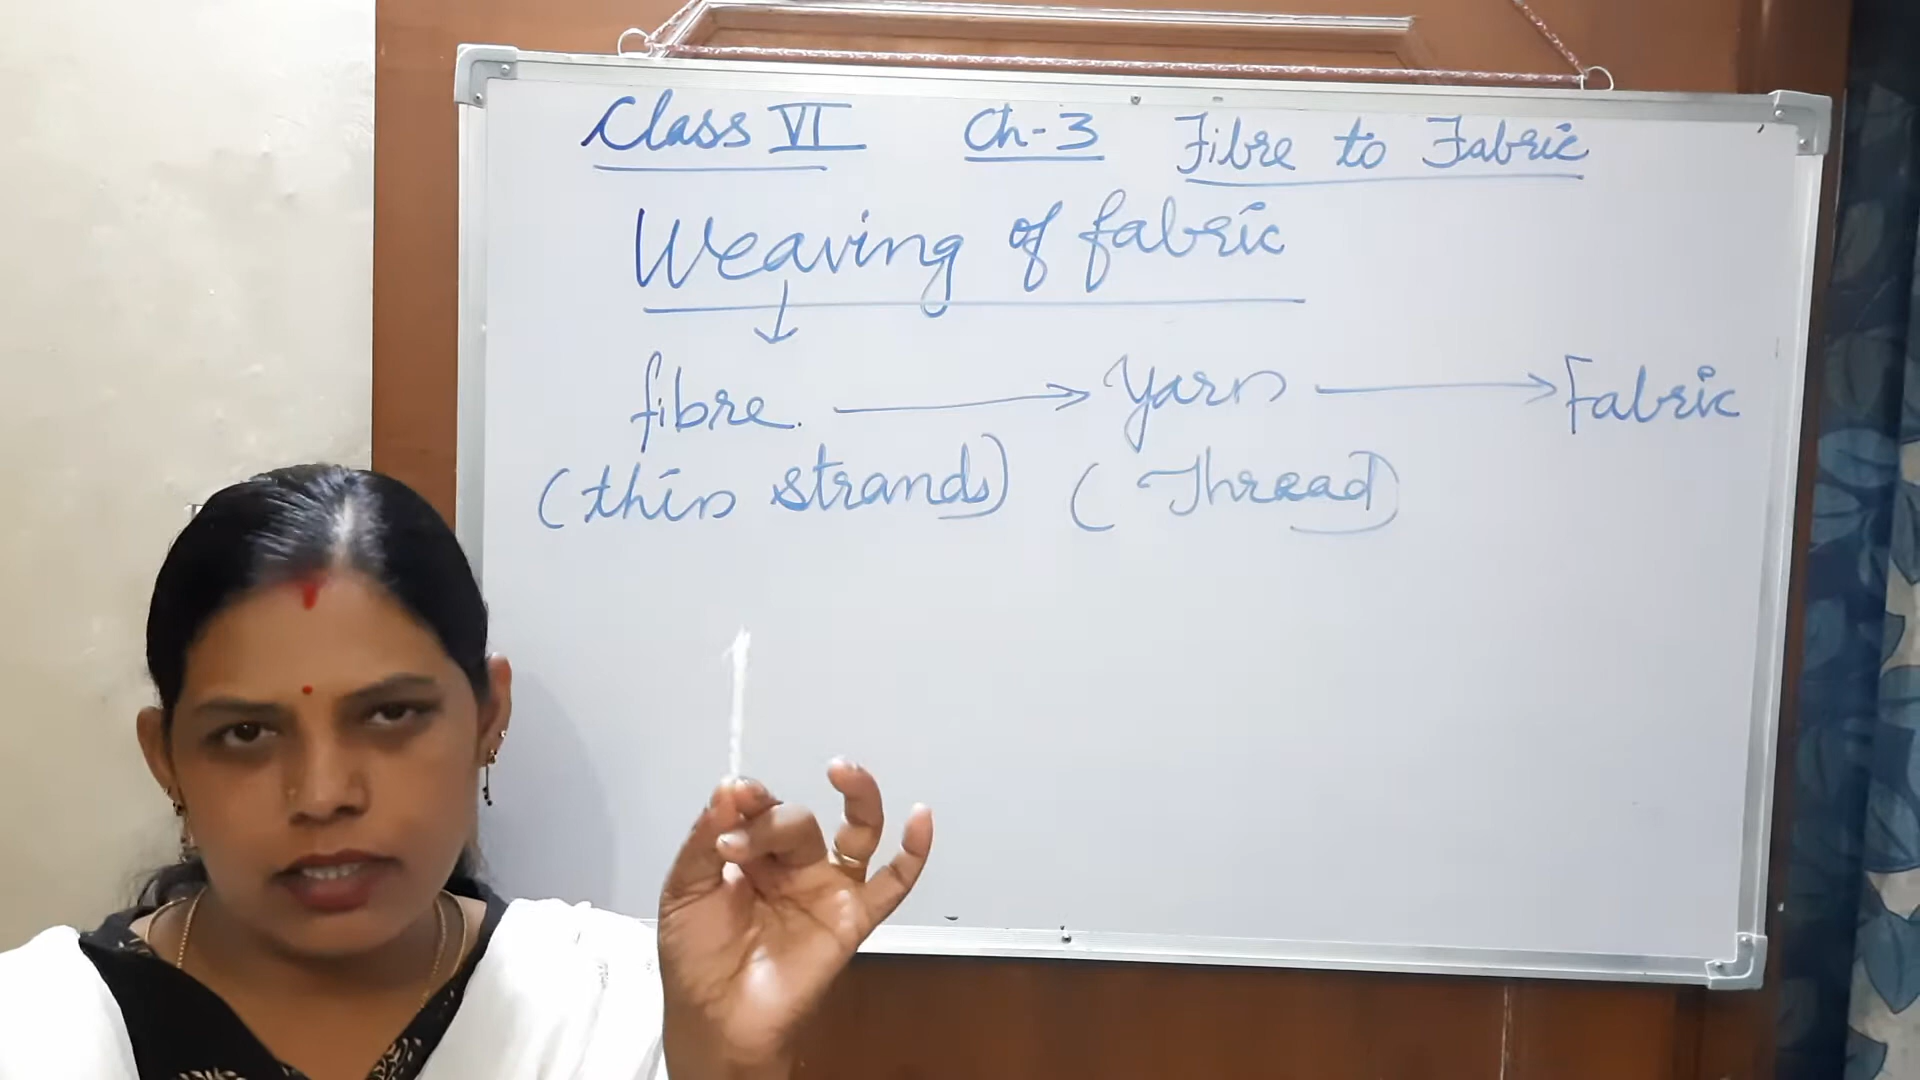 Class VI Ch-3 Fibre to Fabric
Weaving of fabric
↓
fibre. → Yarn → Fabric
(thin strands) (Thread)